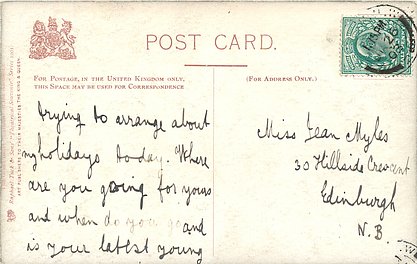 POST CARD.
FOR POSTAGE, IN THE UNITED KINGDOM ONLY,
THIS SPACE MAY BE USED FOR CORRESPONDENCE
(FOR ADDRESS ONLY.)
trying to arrange about
my holidays today. Where
are you going for yours
and when do you go and
is your latest young
Miss Jean Myles
30 Hillside Crescent
Edinburgh
N.B.